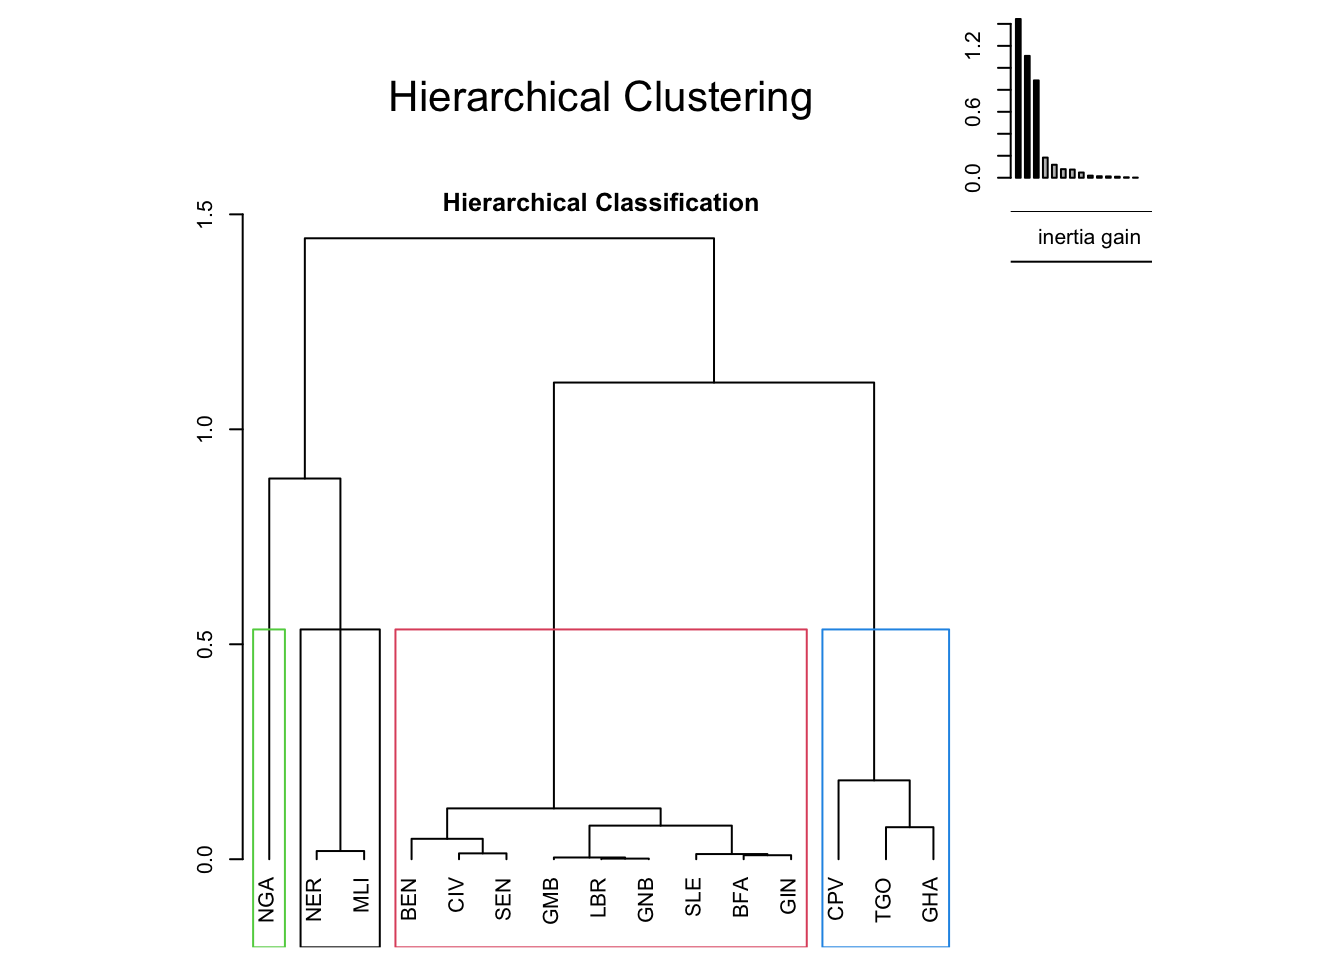 Hierarchical Clustering
0.0 0.6 1.2
inertia gain
Hierarchical Classification
1.5
1.0
0.5
0.0
NGA NER MLI BEN CIV SEN GMB LBR GNB SLE BFA GIN CPV TGO GHA